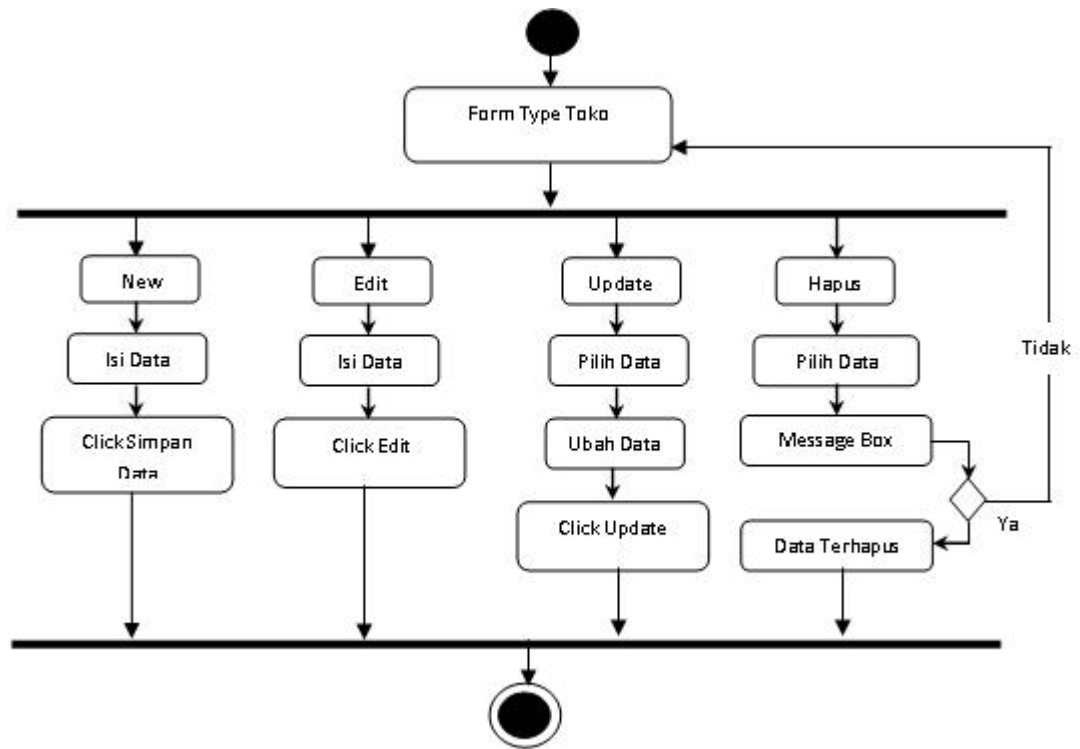 Form Type Toko
New
Edit
Update
Hapus
Isi Data
Isi Data
Pilih Data
Pilih Data
Tidak
Click Simpan
Data
Click Edit
Ubah Data
Message Box
Click Update
Ya
Data Terhapus